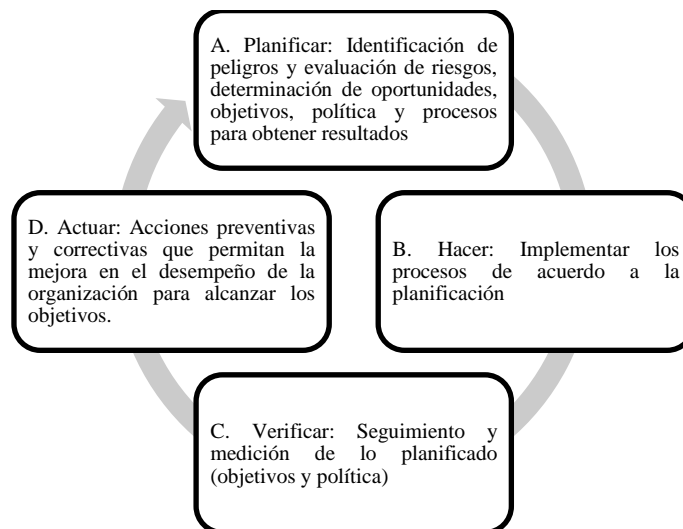 A. Planificar: Identificación de
peligros y evaluación de riesgos,
determinación de oportunidades,
objetivos, política y procesos
para obtener resultados
B. Hacer: Implementar los
procesos de acuerdo a la
planificación
C. Verificar: Seguimiento y
medición de lo planificado
(objetivos y política)
D. Actuar: Acciones preventivas
y correctivas que permitan la
mejora en el desempeño de la
organización para alcanzar los
objetivos.